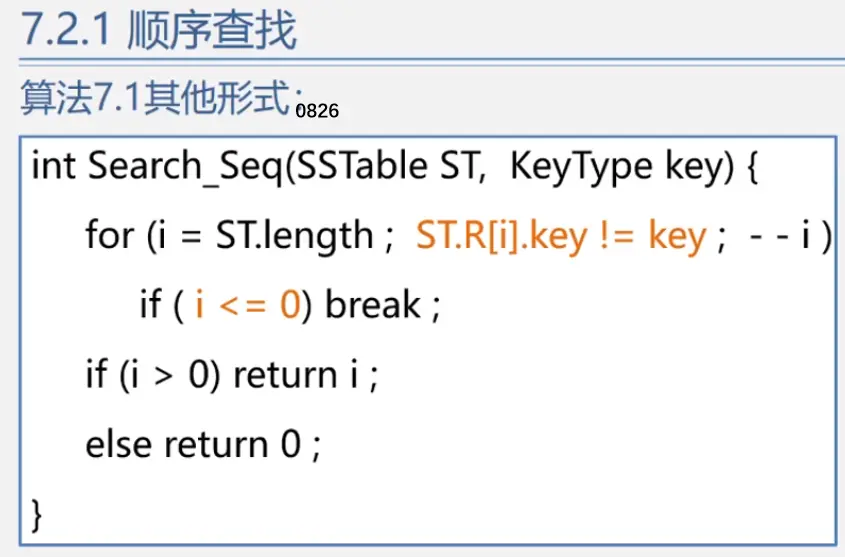 7.2.1 顺序查找
算法7.1其他形式：
0826
int Search_Seq(SSTable ST,  KeyType key) {
for (i = ST.length ;  ST.R[i].key != key ;  - - i )
if ( i <= 0) break ;
if (i > 0) return i ;
else return 0 ;
}